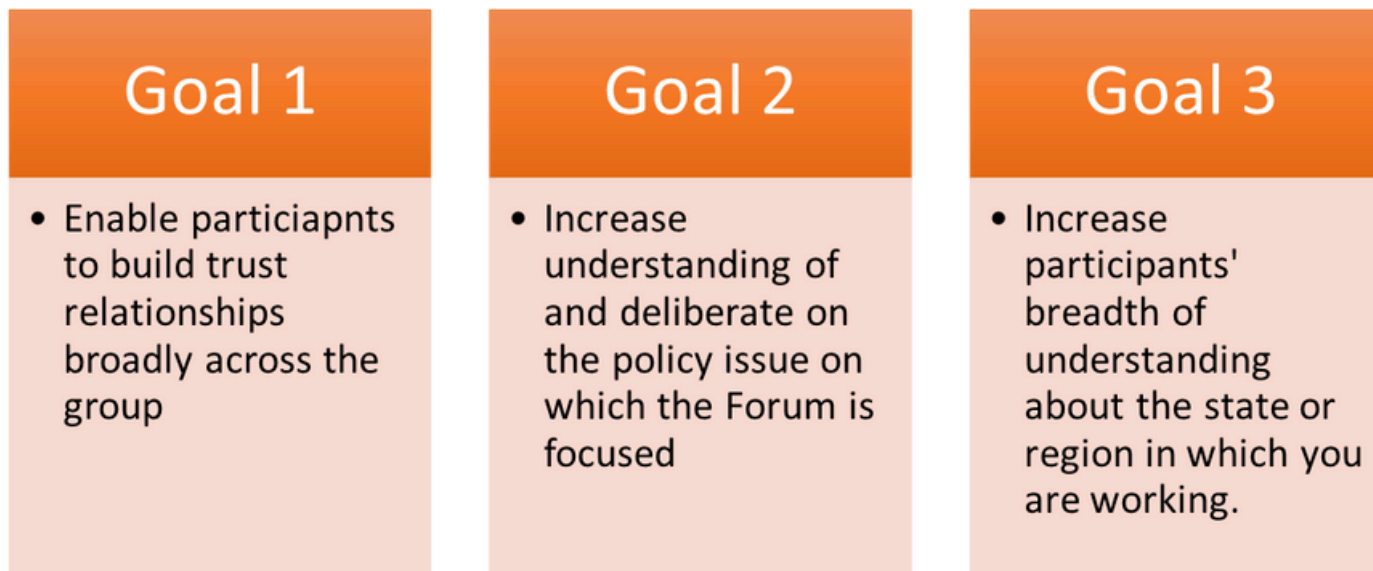 Goal 1
• Enable particiapnts
to build trust
relationships
broadly across the
group
Goal 2
• Increase
understanding of
and deliberate on
the policy issue on
which the Forum is
focused
Goal 3
• Increase
participants'
breadth of
understanding
about the state or
region in which you
are working.